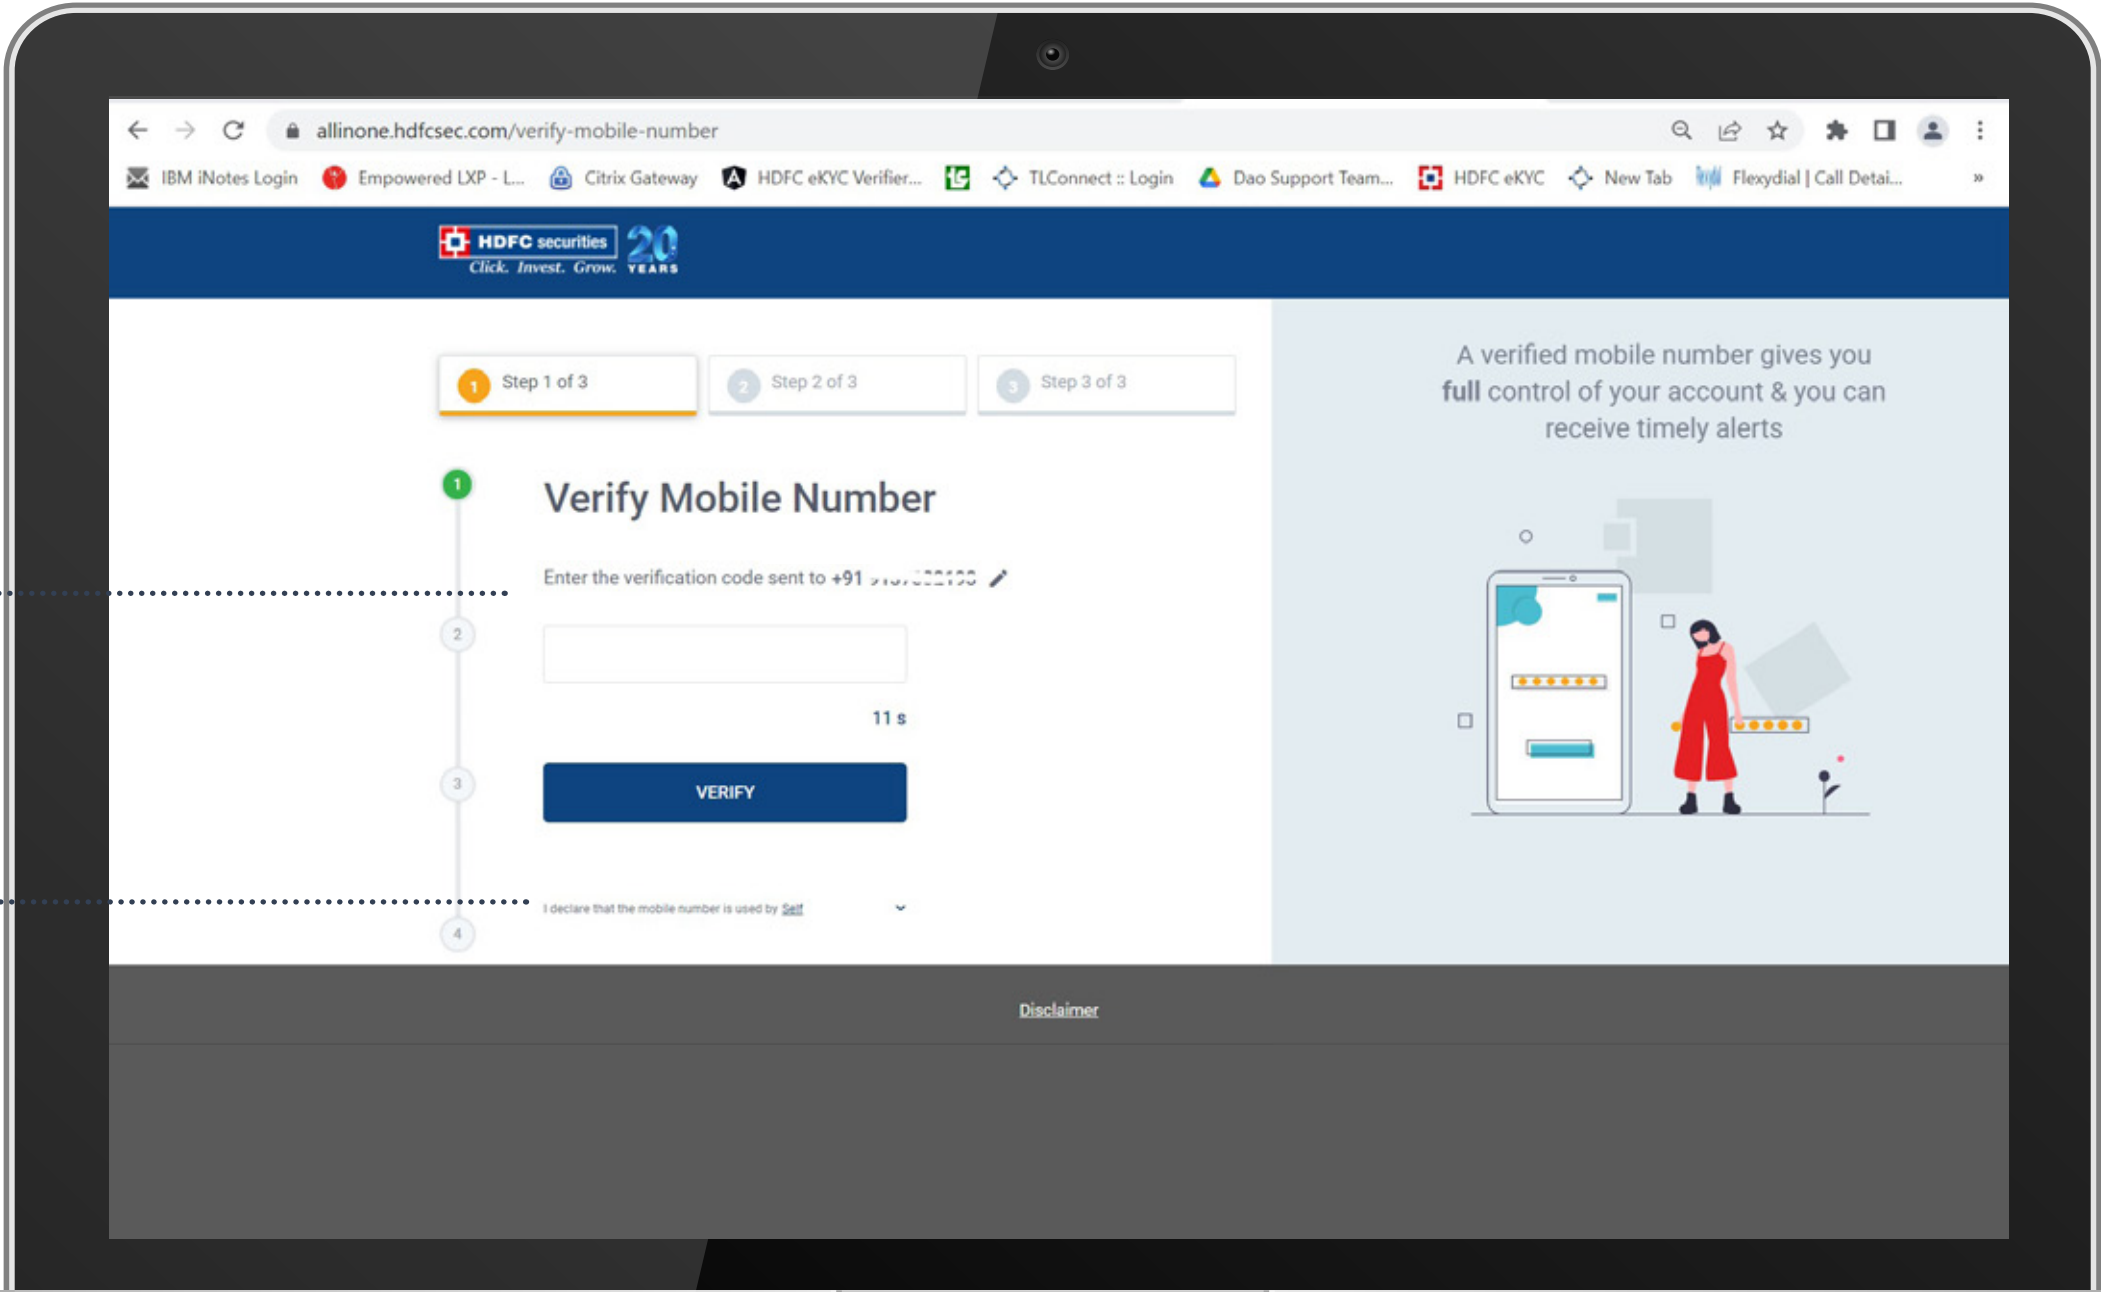 allinone.hdfcsec.com/verify-mobile-number
IBM iNotes Login Empowered LXP - L... Citrix Gateway HDFC eKYC Verifier... TLConnect :: Login Dao Support Team... HDFC eKYC New Tab Flexydial | Call Detai... »
HDFC securities 20
Click. Invest. Grow. YEARS
1 Step 1 of 3 2 Step 2 of 3 3 Step 3 of 3
A verified mobile number gives you
full control of your account & you can
receive timely alerts
1
Verify Mobile Number
Enter the verification code sent to +91
2
11 s
3
VERIFY
I declare that the mobile number is used by Self
4
Disclaimer